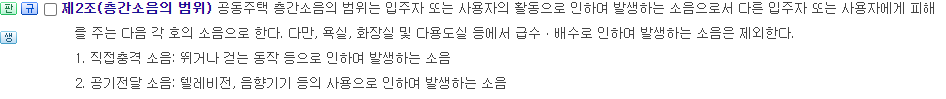 판 규 제2조(층간소음의 범위) 공동주택 층간소음의 범위는 입주자 또는 사용자의 활동으로 인하여 발생하는 소음으로서 다른 입주자 또는 사용자에게 피해
생 를 주는 다음 각 호의 소음으로 한다. 다만, 욕실, 화장실 및 다용도실 등에서 급수ㆍ배수로 인하여 발생하는 소음은 제외한다.
1. 직접충격 소음: 뛰거나 걷는 동작 등으로 인하여 발생하는 소음
2. 공기전달 소음: 텔레비전, 음향기기 등의 사용으로 인하여 발생하는 소음